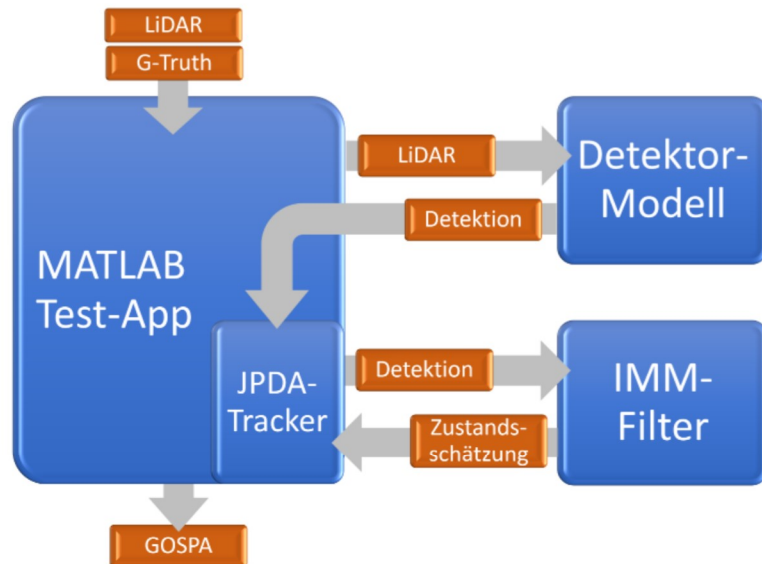 LiDAR
G-Truth
LiDAR
Detektor-
Modell
Detektion
MATLAB
Test-App
JPDA-
Tracker
Detektion
IMM-
Filter
Zustands-
schätzung
GOSPA